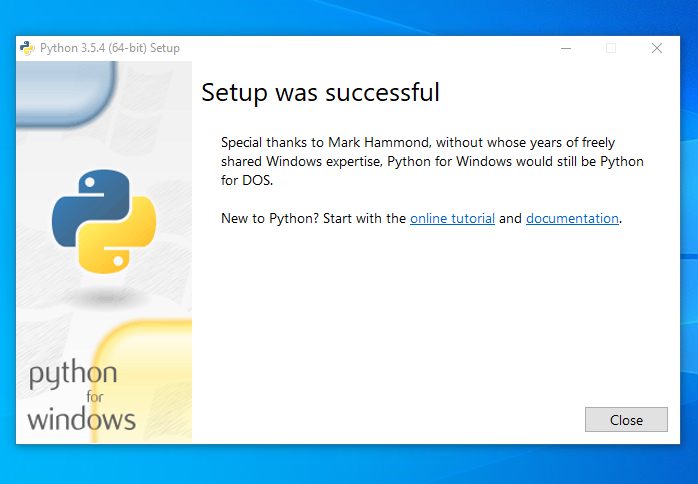 Python 3.5.4 (64-bit) Setup
Setup was successful
Special thanks to Mark Hammond, without whose years of freely
shared Windows expertise, Python for Windows would still be Python
for DOS.
New to Python? Start with the online tutorial and documentation.
python
for
windows
Close